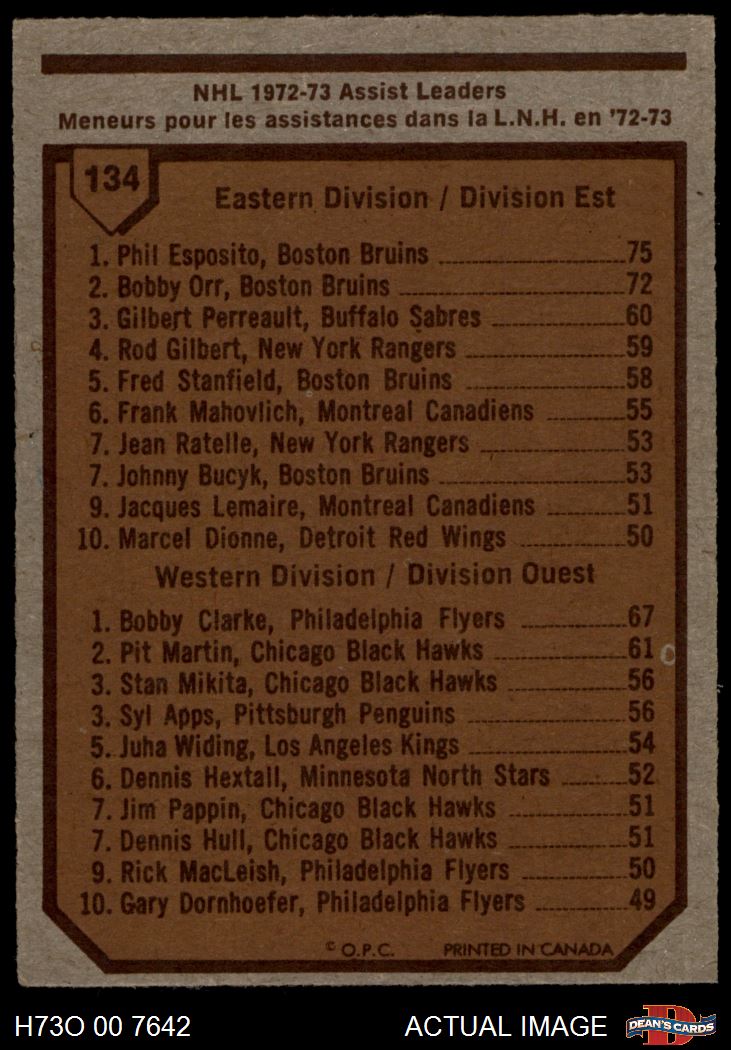 NHL 1972-73 Assist Leaders
Meneurs pour les assistances dans la L.N.H. en '72-73
134
Eastern Division / Division Est
1. Phil Esposito, Boston Bruins 75
2. Bobby Orr, Boston Bruins 72
3. Gilbert Perreault, Buffalo Sabres 60
4. Rod Gilbert, New York Rangers 59
5. Fred Stanfield, Boston Bruins 58
6. Frank Mahovlich, Montreal Canadiens 55
7. Jean Ratelle, New York Rangers 53
7. Johnny Bucyk, Boston Bruins 53
9. Jacques Lemaire, Montreal Canadiens 51
10. Marcel Dionne, Detroit Red Wings 50
Western Division / Division Ouest
1. Bobby Clarke, Philadelphia Flyers 67
2. Pit Martin, Chicago Black Hawks 61
3. Stan Mikita, Chicago Black Hawks 56
3. Syl Apps, Pittsburgh Penguins 56
5. Juha Widing, Los Angeles Kings 54
6. Dennis Hextall, Minnesota North Stars 52
7. Jim Pappin, Chicago Black Hawks 51
7. Dennis Hull, Chicago Black Hawks 51
9. Rick MacLeish, Philadelphia Flyers 50
10. Gary Dornhoefer, Philadelphia Flyers 49
© O.P.C. PRINTED IN CANADA
H73O 00 7642 ACTUAL IMAGE D DEAN'S CARDS